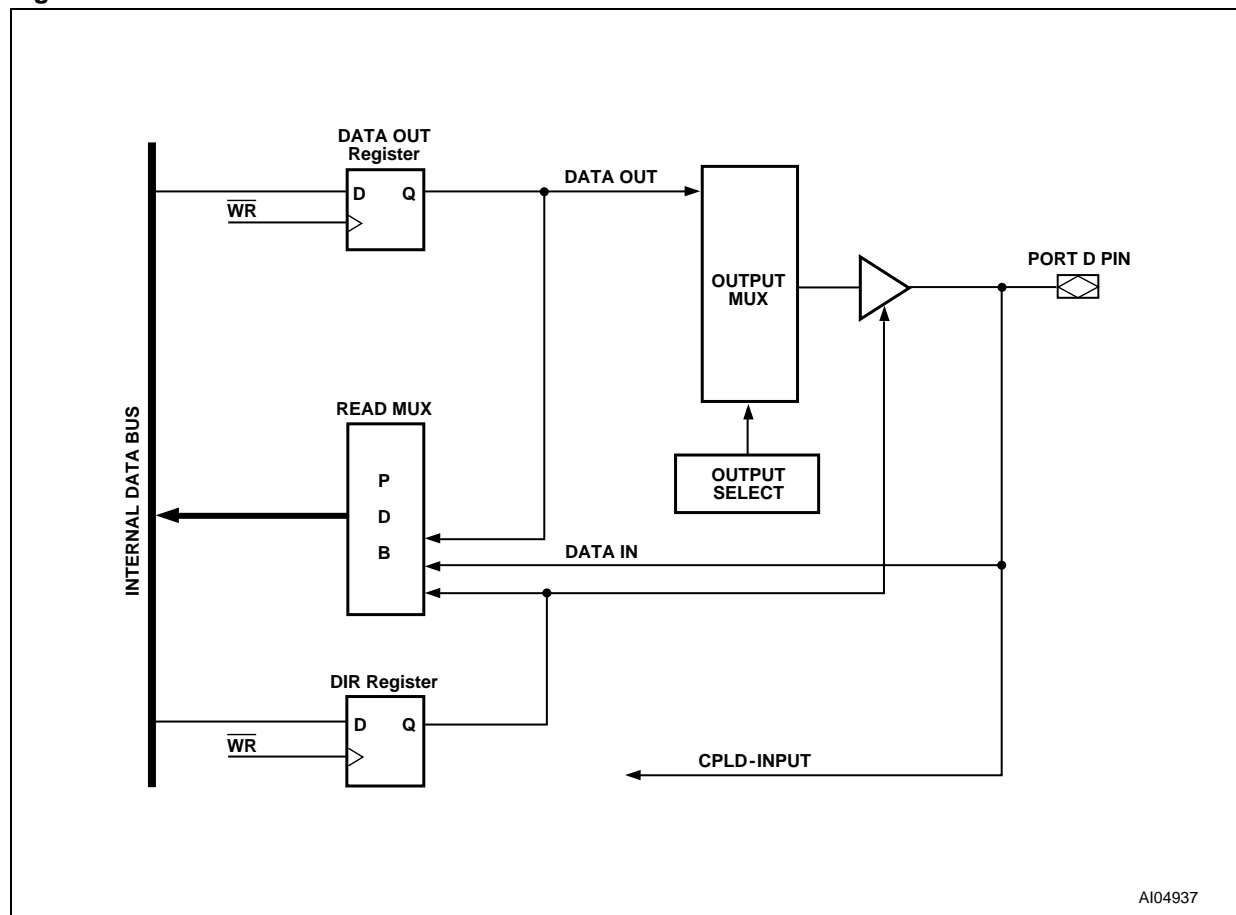 DATA OUT
Register
D Q
WR
DATA OUT
OUTPUT
MUX
PORT D PIN
READ MUX
P
D
B
OUTPUT
SELECT
DATA IN
INTERNAL DATA BUS
DIR Register
D Q
WR
CPLD-INPUT
AI04937